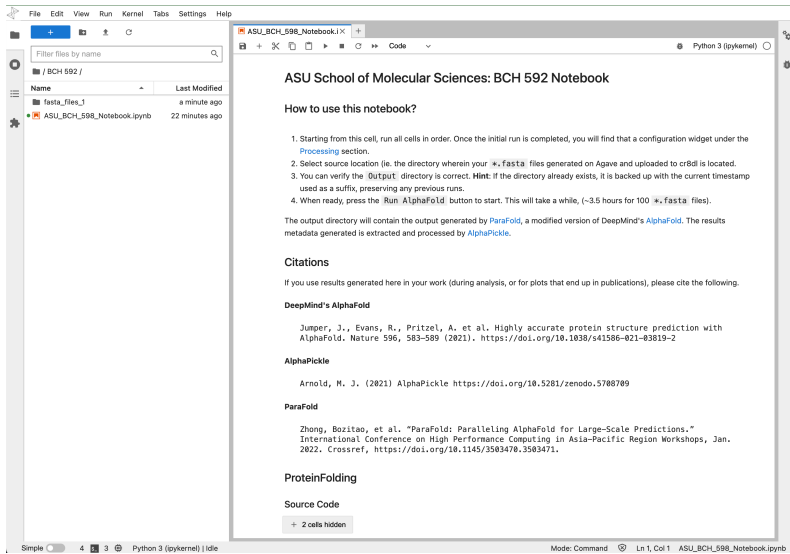 File Edit View Run Kernel Tabs Settings Help
Filter files by name
/ BCH 592 /
Name Last Modified
fasta_files_1 a minute ago
ASU_BCH_598_Notebook.ipynb 22 minutes ago
ASU_BCH_598_Notebook.i
Code
Python 3 (ipykernel)
ASU School of Molecular Sciences: BCH 592 Notebook
How to use this notebook?
1. Starting from this cell, run all cells in order. Once the initial run is completed, you will find that a configuration widget under the
Processing section.
2. Select source location (ie. the directory wherein your *.fasta files generated on Agave and uploaded to cr8dl is located.
3. You can verify the Output directory is correct. Hint: If the directory already exists, it is backed up with the current timestamp
used as a suffix, preserving any previous runs.
4. When ready, press the Run AlphaFold button to start. This will take a while, (~3.5 hours for 100 *.fasta files).
The output directory will contain the output generated by ParaFold, a modified version of DeepMind's AlphaFold. The results
metadata generated is extracted and processed by AlphaPickle.
Citations
If you use results generated here in your work (during analysis, or for plots that end up in publications), please cite the following.
DeepMind's AlphaFold
Jumper, J., Evans, R., Pritzel, A. et al. Highly accurate protein structure prediction with
AlphaFold. Nature 596, 583–589 (2021). https://doi.org/10.1038/s41586-021-03819-2
AlphaPickle
Arnold, M. J. (2021) AlphaPickle https://doi.org/10.5281/zenodo.5708709
ParaFold
Zhong, Bozitao, et al. “ParaFold: Paralleling AlphaFold for Large-Scale Predictions.”
International Conference on High Performance Computing in Asia-Pacific Region Workshops, Jan.
2022. Crossref, https://doi.org/10.1145/3503470.3503471.
ProteinFolding
Source Code
+ 2 cells hidden
Simple 4 3 Python 3 (ipykernel) | Idle
Mode: Command Ln 1, Col 1 ASU_BCH_598_Notebook.ipynb